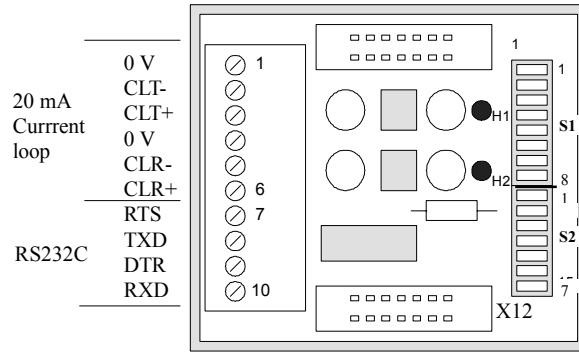 0 V
CLT-
CLT+
20 mA
Currrent
loop
0 V
CLR-
CLR+
RTS
TXD
RS232C
DTR
RXD
1
6
7
10
1
1
H1
S1
H2
8
1
S2
7
X12